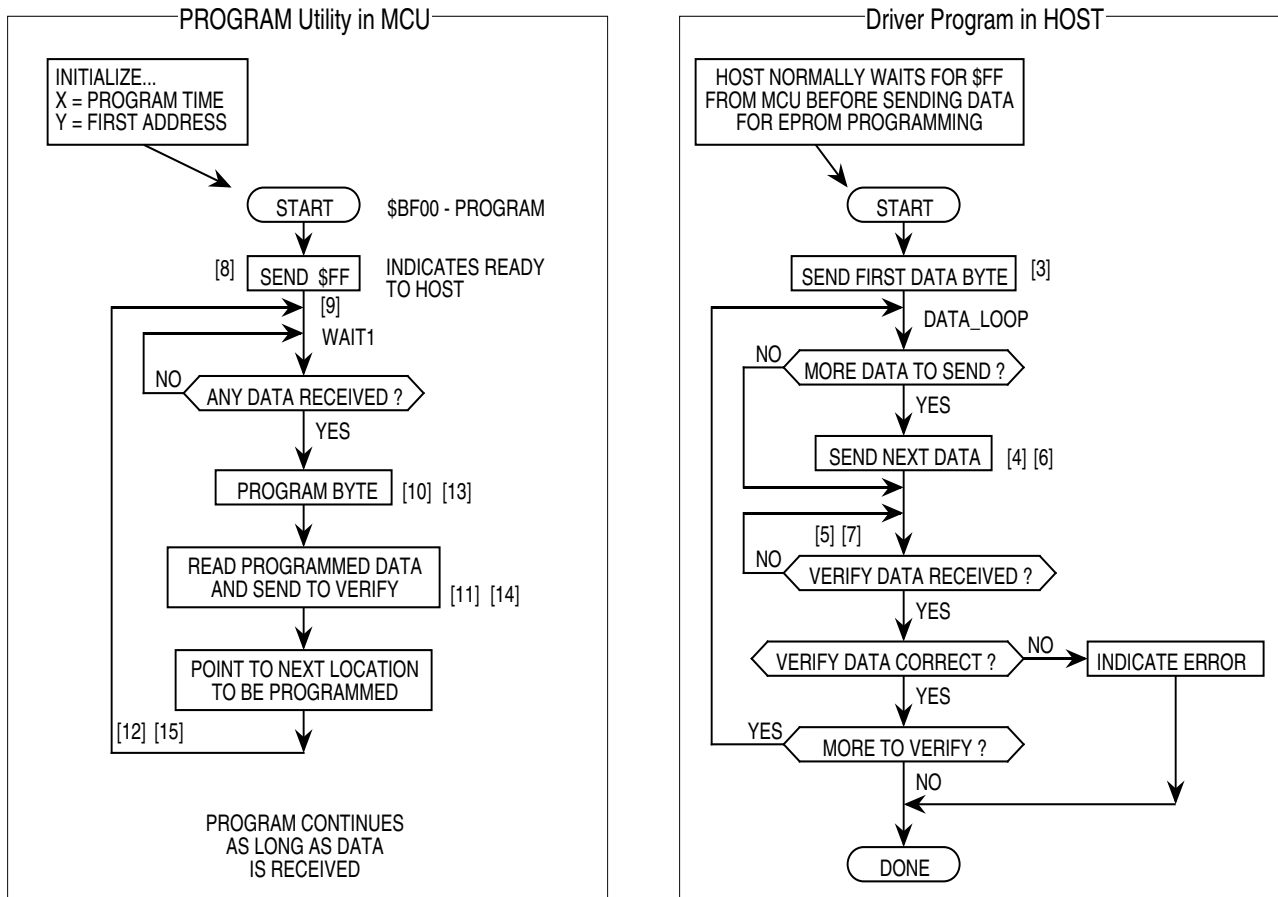 PROGRAM Utility in MCU
INITIALIZE...
X = PROGRAM TIME
Y = FIRST ADDRESS
START
$BF00 - PROGRAM
[8]
SEND $FF
INDICATES READY
TO HOST
[9]
WAIT1
NO
ANY DATA RECEIVED ?
YES
PROGRAM BYTE
[10] [13]
READ PROGRAMMED DATA
AND SEND TO VERIFY
[11] [14]
POINT TO NEXT LOCATION
TO BE PROGRAMMED
[12] [15]
PROGRAM CONTINUES
AS LONG AS DATA
IS RECEIVED
Driver Program in HOST
HOST NORMALLY WAITS FOR $FF
FROM MCU BEFORE SENDING DATA
FOR EPROM PROGRAMMING
START
SEND FIRST DATA BYTE
[3]
DATA_LOOP
NO
MORE DATA TO SEND ?
YES
SEND NEXT DATA
[4] [6]
[5] [7]
NO
VERIFY DATA RECEIVED ?
YES
VERIFY DATA CORRECT ?
NO
INDICATE ERROR
YES
YES
MORE TO VERIFY ?
NO
DONE